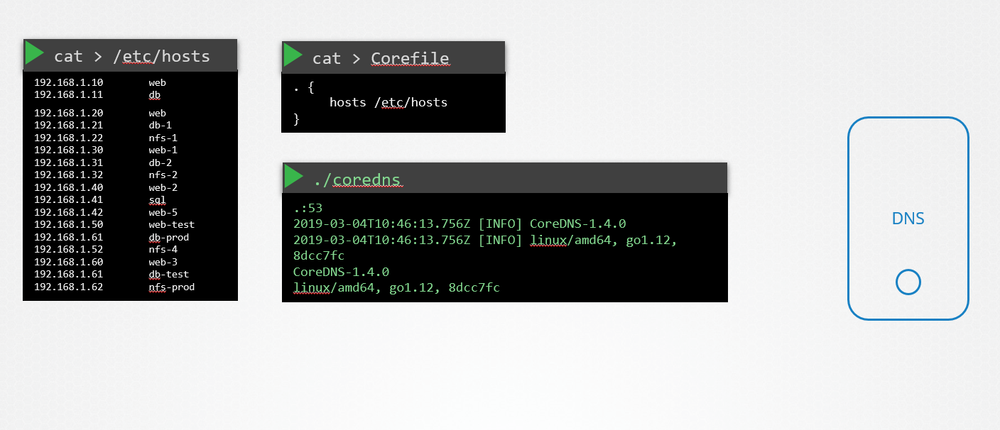 cat > /etc/hosts
192.168.1.10 web
192.168.1.11 db
192.168.1.20 web
192.168.1.21 db-1
192.168.1.22 nfs-1
192.168.1.30 web-1
192.168.1.31 db-2
192.168.1.32 nfs-2
192.168.1.40 web-2
192.168.1.41 sql
192.168.1.42 web-5
192.168.1.50 web-test
192.168.1.61 db-prod
192.168.1.52 nfs-4
192.168.1.60 web-3
192.168.1.61 db-test
192.168.1.62 nfs-prod
cat > Corefile
. {
hosts /etc/hosts
}
./coredns
.:53
2019-03-04T10:46:13.756Z [INFO] CoreDNS-1.4.0
2019-03-04T10:46:13.756Z [INFO] linux/amd64, go1.12,
8dcc7fc
CoreDNS-1.4.0
linux/amd64, go1.12, 8dcc7fc
DNS